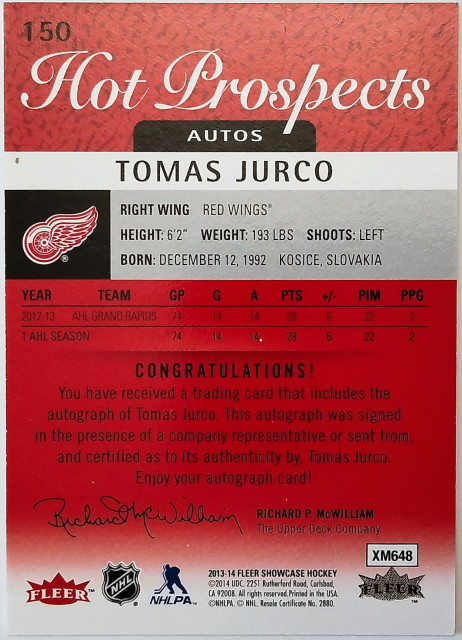 150
Hot Prospects
AUTOS
TOMAS JURCO
RIGHT WING RED WINGS®
HEIGHT: 6'2" WEIGHT: 193 LBS SHOOTS: LEFT
BORN: DECEMBER 12, 1992 KOSICE, SLOVAKIA
YEAR TEAM GP G A PTS +/- PIM PPG
2012-13 AHL GRAND RAPIDS 74 14 14 28 6 22 2
1 AHL SEASON 74 14 14 28 6 22 2
CONGRATULATIONS!
You have received a trading card that includes the
autograph of Tomas Jurco. This autograph was signed
in the presence of a company representative or sent from,
and certified as to its authenticity by, Tomas Jurco.
Enjoy your autograph card!
Richard P. McWilliam
RICHARD P. McWILLIAM
The Upper Deck Company
XM648
FLEER
NHL
NHLPA
2013-14 FLEER SHOWCASE HOCKEY
©2014 UDC. 2251 Rutherford Road, Carlsbad,
CA 92008. All rights reserved. Printed in the USA.
©NHLPA. © NHL. Resale Certificate No. 2880.
FLEER